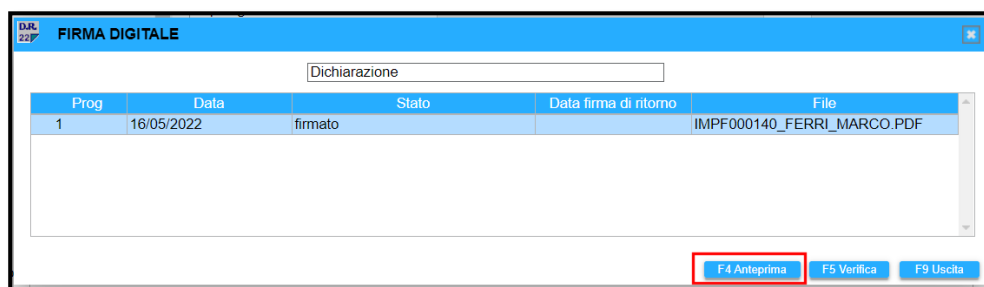 D.R.
22 FIRMA DIGITALE
Dichiarazione
Prog Data Stato Data firma di ritorno File
1 16/05/2022 firmato IMPF000140_FERRI_MARCO.PDF
F4 Anteprima F5 Verifica F9 Uscita